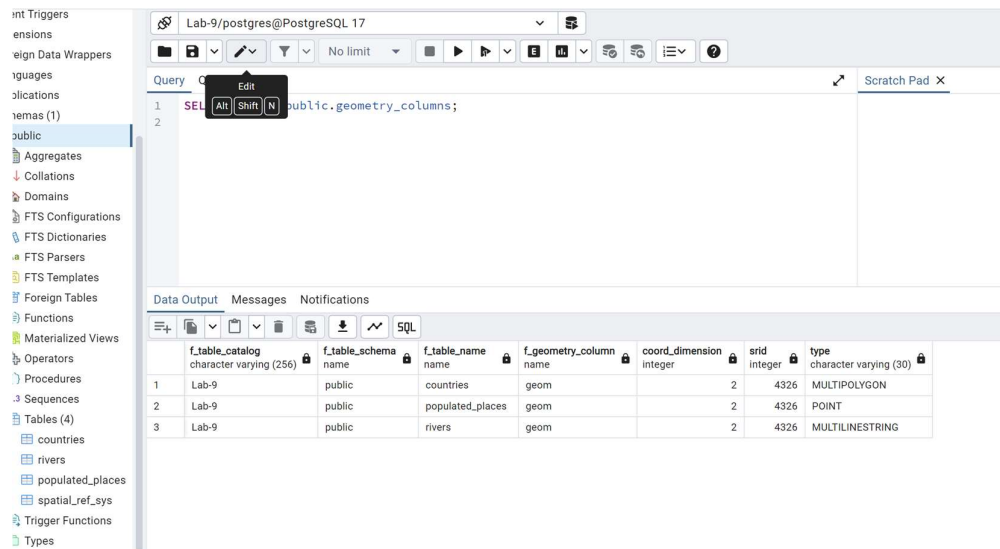 ent Triggers
ensions
reign Data Wrappers
nguages
blications
hemas (1)
public
Aggregates
Collations
Domains
FTS Configurations
FTS Dictionaries
FTS Parsers
FTS Templates
Foreign Tables
Functions
Materialized Views
Operators
Procedures
Sequences
Tables (4)
countries
rivers
populated_places
spatial_ref_sys
Trigger Functions
Types
Lab-9/postgres@PostgreSQL 17
No limit
E
Query Q
Scratch Pad
Edit
Alt Shift N
1 SEL public.geometry_columns;
2
Data Output Messages Notifications
SQL
f_table_catalog f_table_schema f_table_name f_geometry_column coord_dimension srid type
character varying (256) name name name integer integer character varying (30)
1 Lab-9 public countries geom 2 4326 MULTIPOLYGON
2 Lab-9 public populated_places geom 2 4326 POINT
3 Lab-9 public rivers geom 2 4326 MULTILINESTRING